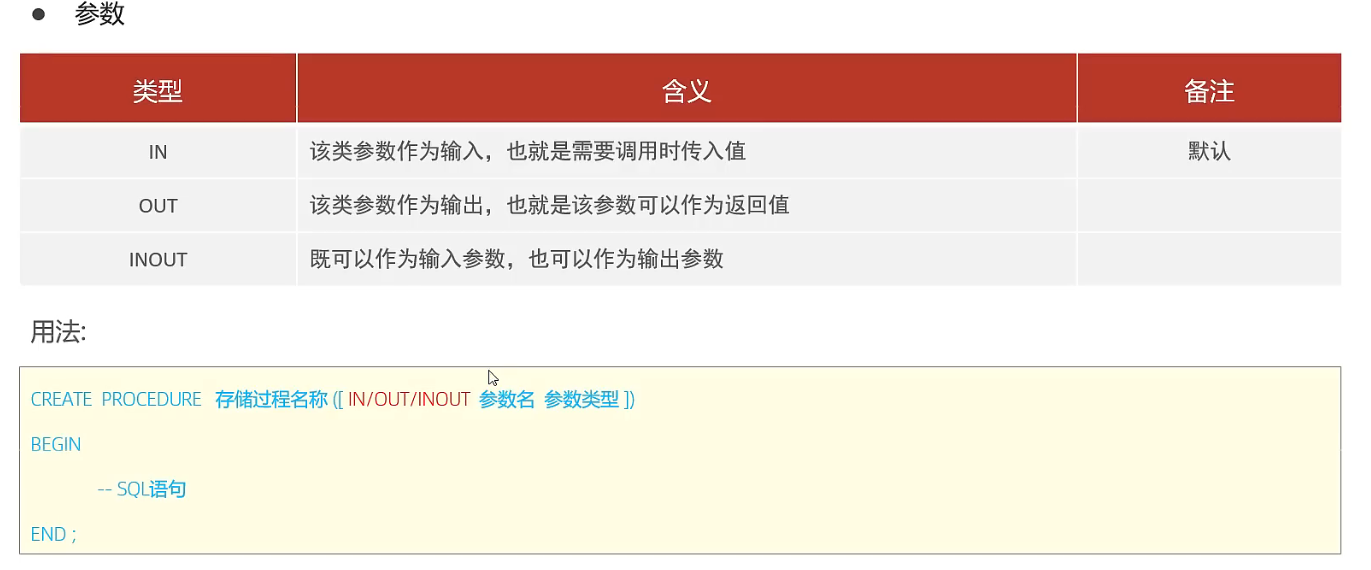 ● 参数
类型 含义 备注
IN 该类参数作为输入，也就是需要调用时传入值 默认
OUT 该类参数作为输出，也就是该参数可以作为返回值
INOUT 既可以作为输入参数，也可以作为输出参数
用法:
CREATE PROCEDURE 存储过程名称 ([ IN/OUT/INOUT 参数名 参数类型 ])
BEGIN
-- SQL语句
END ;